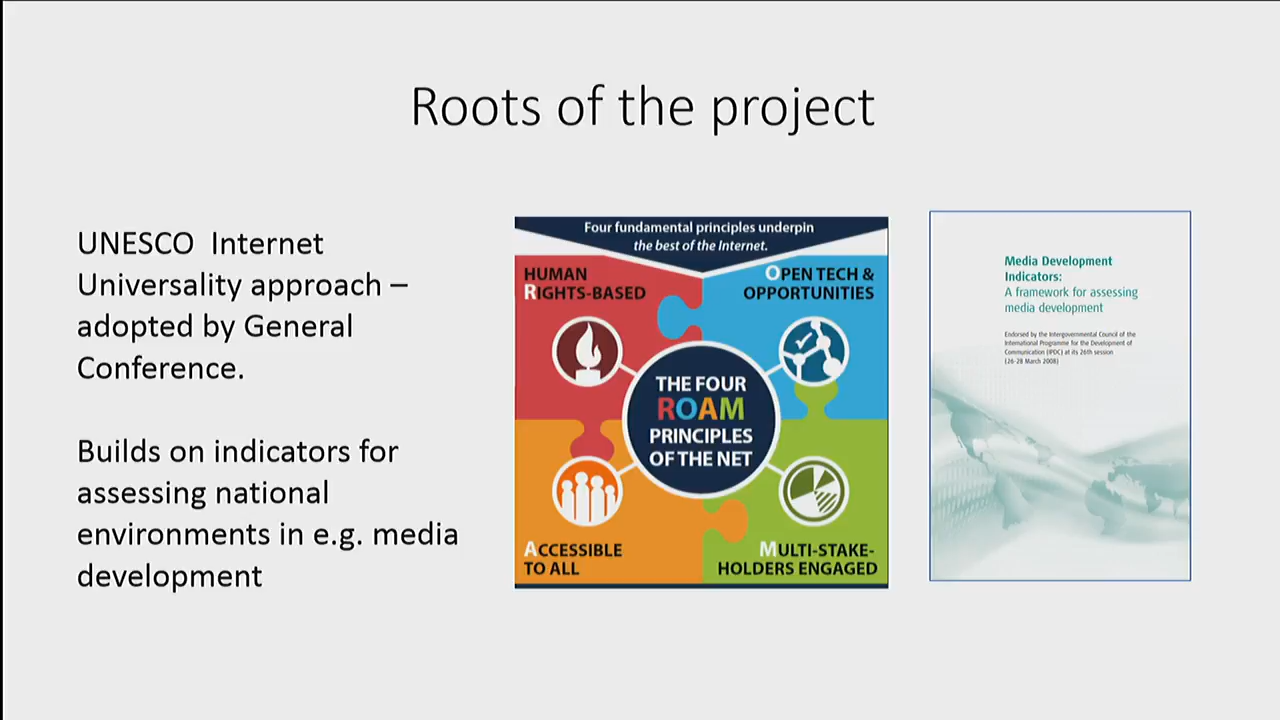 Roots of the project
UNESCO  Internet
Universality approach –
adopted by General
Conference.
Builds on indicators for
assessing national
environments in e.g. media
development
Four fundamental principles underpin
the best of the Internet.
HUMAN
RIGHTS-BASED
OPEN TECH &
OPPORTUNITIES
THE FOUR
ROAM
PRINCIPLES
OF THE NET
ACCESSIBLE
TO ALL
MULTI-STAKE-
HOLDERS ENGAGED
Media Development
Indicators:
A framework for assessing
media development
Endorsed by the Intergovernmental Council of the
International Programme for the Development of
Communication (IPDC) at its 26th session
(26-28 March 2008)